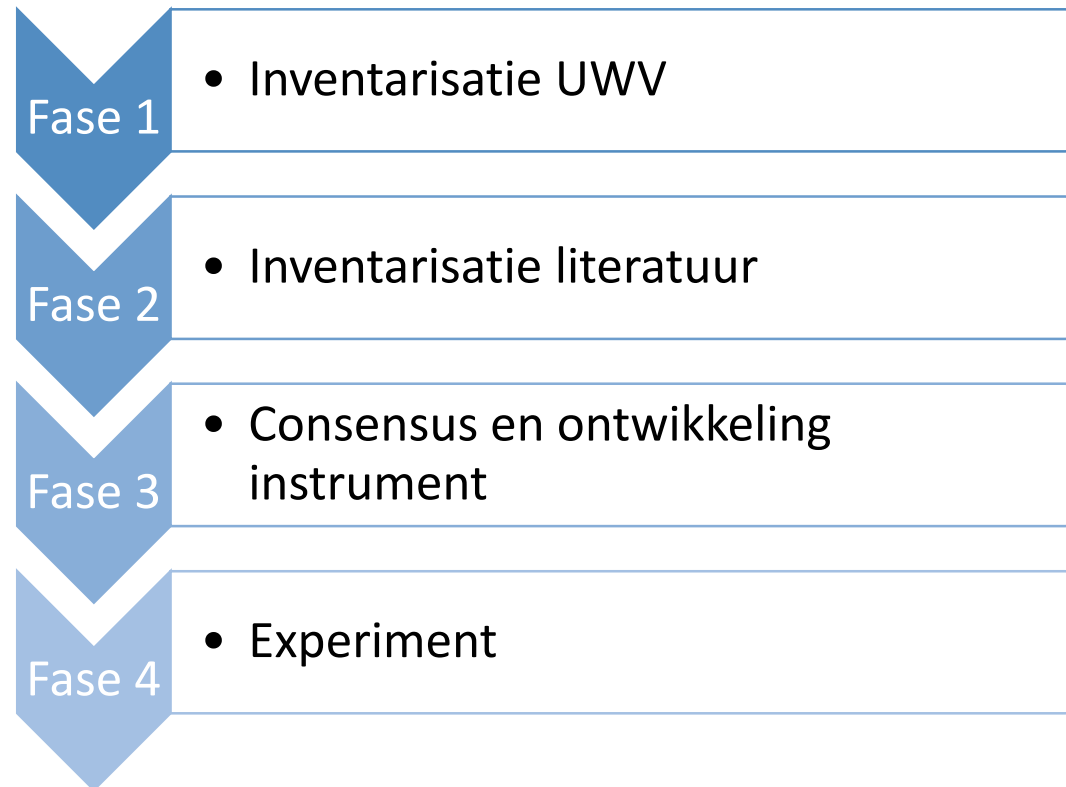 Fase 1
• Inventarisatie UWV
Fase 2
• Inventarisatie literatuur
Fase 3
• Consensus en ontwikkeling
instrument
Fase 4
• Experiment